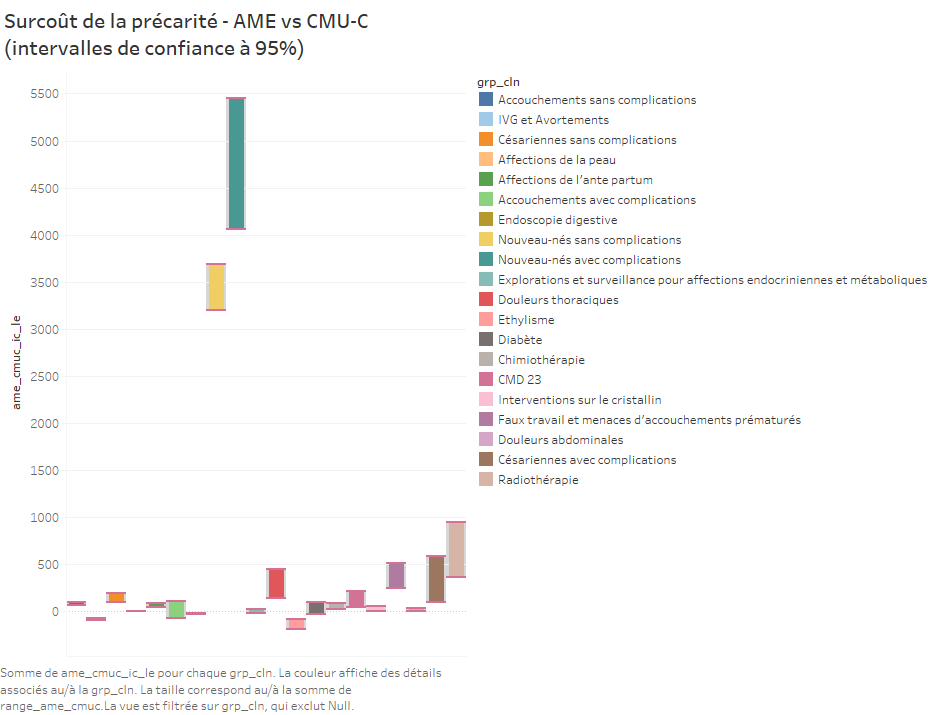 Surcoût de la précarité - AME vs CMU-C
(intervalles de confiance à 95%)
grp_cln
Accouchements sans complications
IVG et Avortements
Césariennes sans complications
Affections de la peau
Affections de l'ante partum
Accouchements avec complications
Endoscopie digestive
Nouveau-nés sans complications
Nouveau-nés avec complications
Explorations et surveillance pour affections endocriniennes et métaboliques
Douleurs thoraciques
Ethylisme
Diabète
Chimiothérapie
CMD 23
Interventions sur le cristallin
Faux travail et menaces d'accouchements prématurés
Douleurs abdominales
Césariennes avec complications
Radiothérapie
ame_cmuc_ic_le
5500
5000
4500
4000
3500
3000
2500
2000
1500
1000
500
0
Somme de ame_cmuc_ic_le pour chaque grp_cln. La couleur affiche des détails
associés au/à la grp_cln. La taille correspond au/à la somme de
range_ame_cmuc.La vue est filtrée sur grp_cln, qui exclut Null.